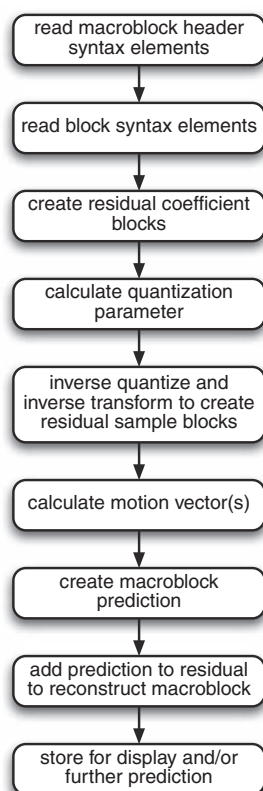 read macroblock header
syntax elements
read block syntax elements
create residual coefficient
blocks
calculate quantization
parameter
inverse quantize and
inverse transform to create
residual sample blocks
calculate motion vector(s)
create macroblock
prediction
add prediction to residual
to reconstruct macroblock
store for display and/or
further prediction